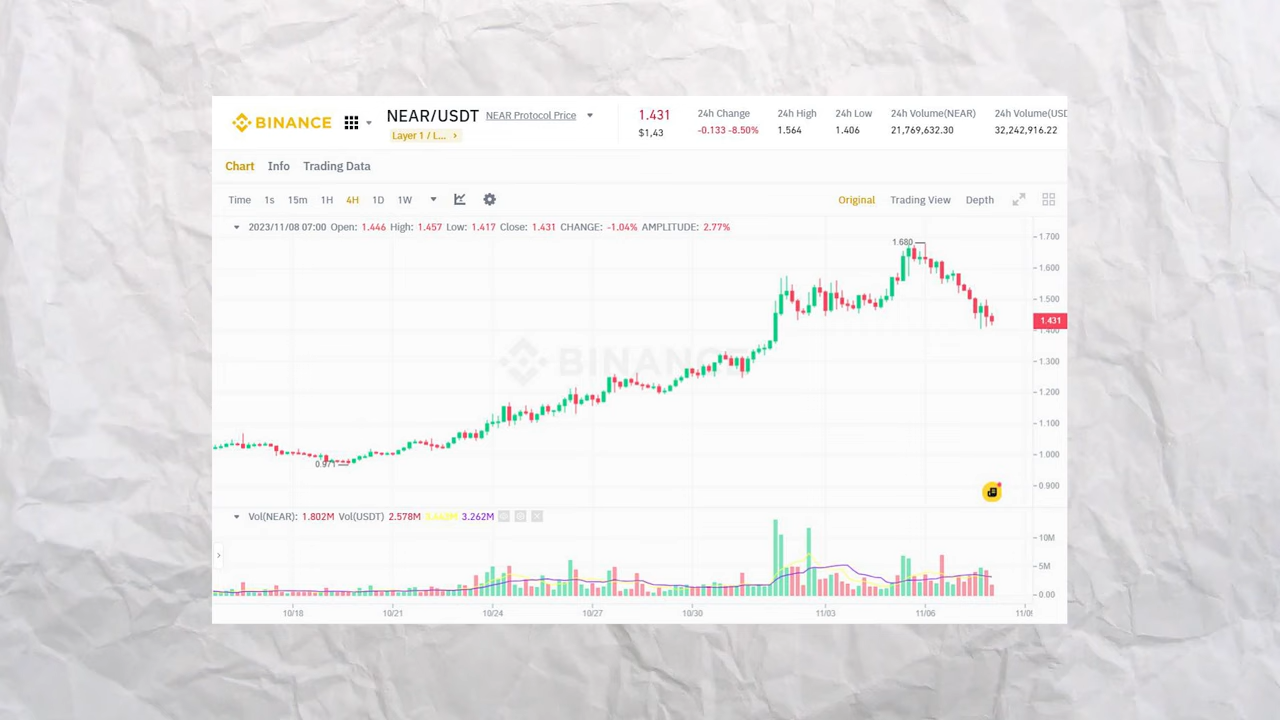 BINANCE
NEAR/USDT NEAR Protocol Price
Layer 1 / L... >
1.431
$1,43
24h Change
-0.133 -8.50%
24h High
1.564
24h Low
1.406
24h Volume(NEAR)
21,769,632.30
24h Volume(USD
32,242,916.22
Chart Info Trading Data
Time 1s 15m 1H 4H 1D 1W
Original Trading View Depth
2023/11/08 07:00 Open: 1.446 High: 1.457 Low: 1.417 Close: 1.431 CHANGE: -1.04% AMPLITUDE: 2.77%
1.700
1.680
1.600
1.500
1.431
1.400
BINANCE
1.300
1.200
1.100
1.000
0.971
0.900
Vol(NEAR): 1.802M Vol(USDT) 2.578M 3.262M
10M
5M
0.00
10/18 10/21 10/24 10/27 10/30 11/03 11/06